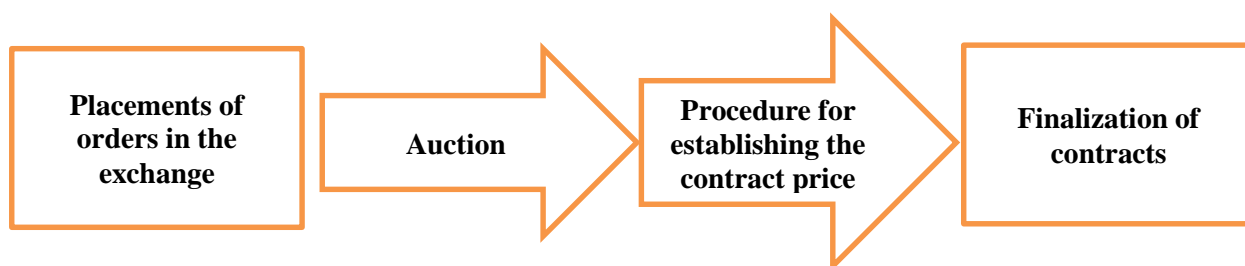 Placements of
orders in the
exchange
Auction
Procedure for
establishing the
contract price
Finalization of
contracts